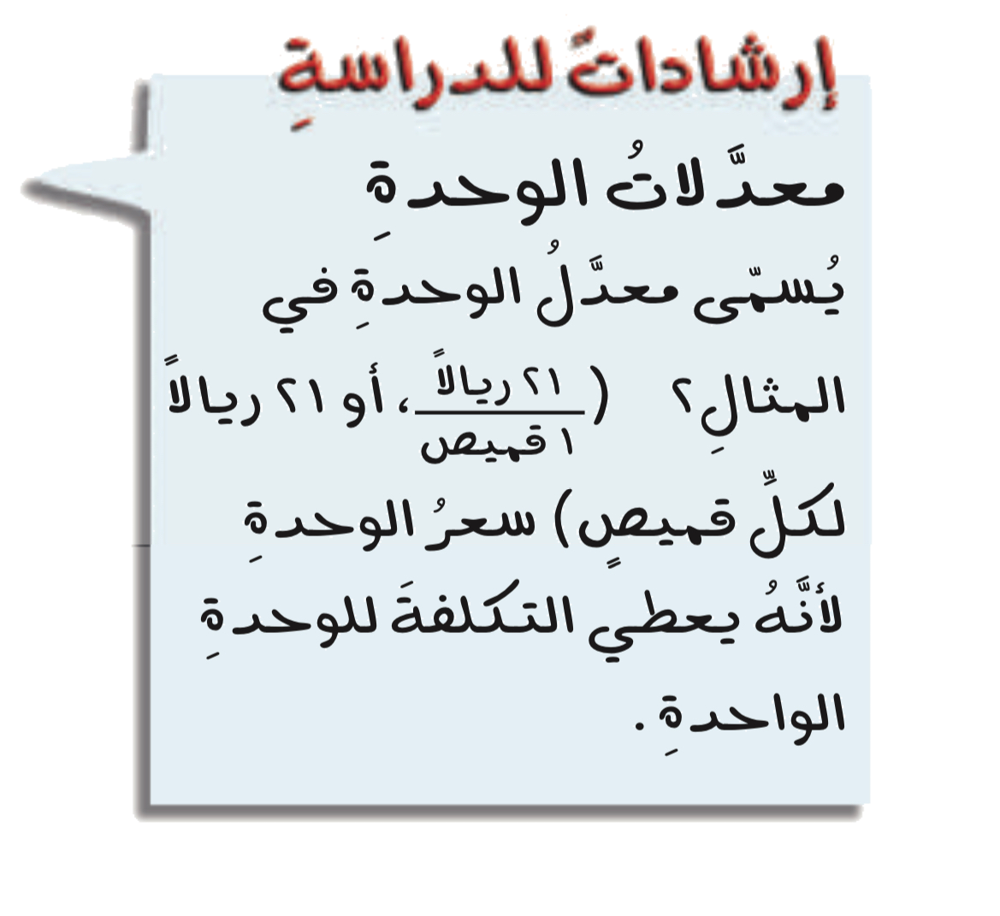 إرشاداتٌ للدراسةِ
معدَّلاتُ الوحدةِ
يُسمّى معدَّلُ الوحدةِ في
المثالِ ٢ (٢١ ريالاً / ١ قميص، أو ٢١ ريالاً
لكلِّ قميصٍ) سعرُ الوحدةِ
لأنَّهُ يعطي التكلفةَ للوحدةِ
الواحدةِ.